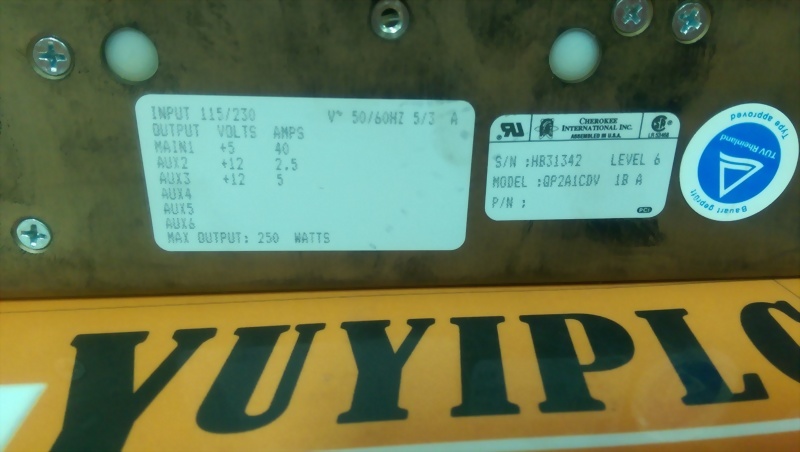 INPUT 115/230 V~ 50/60HZ 5/3 A
OUTPUT VOLTS AMPS
MAIN1 +5 40
AUX2 +12 2.5
AUX3 +12 5
AUX4
AUX5
AUX6
MAX OUTPUT: 250 WATTS
CHEROKEE
INTERNATIONAL INC.
ASSEMBLED IN U.S.A.
S/N :HB31342 LEVEL 6
MODEL :QP2A1CDV 1B A
P/N :
PCI
Type approved
TÜV Rheinland
Bauart geprüft
YUYIPLC